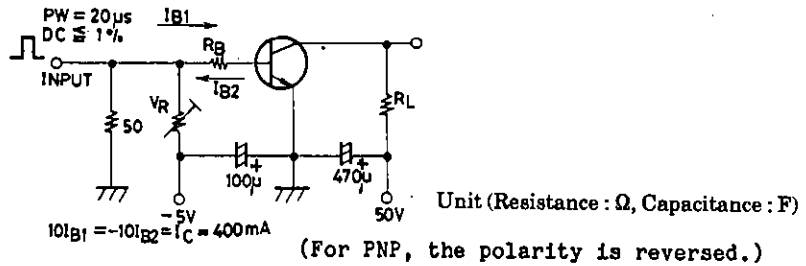 PW = 20µs
DC ≦ 1%
IB1
RB
INPUT
IB2
VR
RL
50
100µ
+
470µ
+
-5V
50V
Unit (Resistance : Ω, Capacitance : F)
10IB1 = -10IB2 = IC = 400mA
(For PNP, the polarity is reversed.)